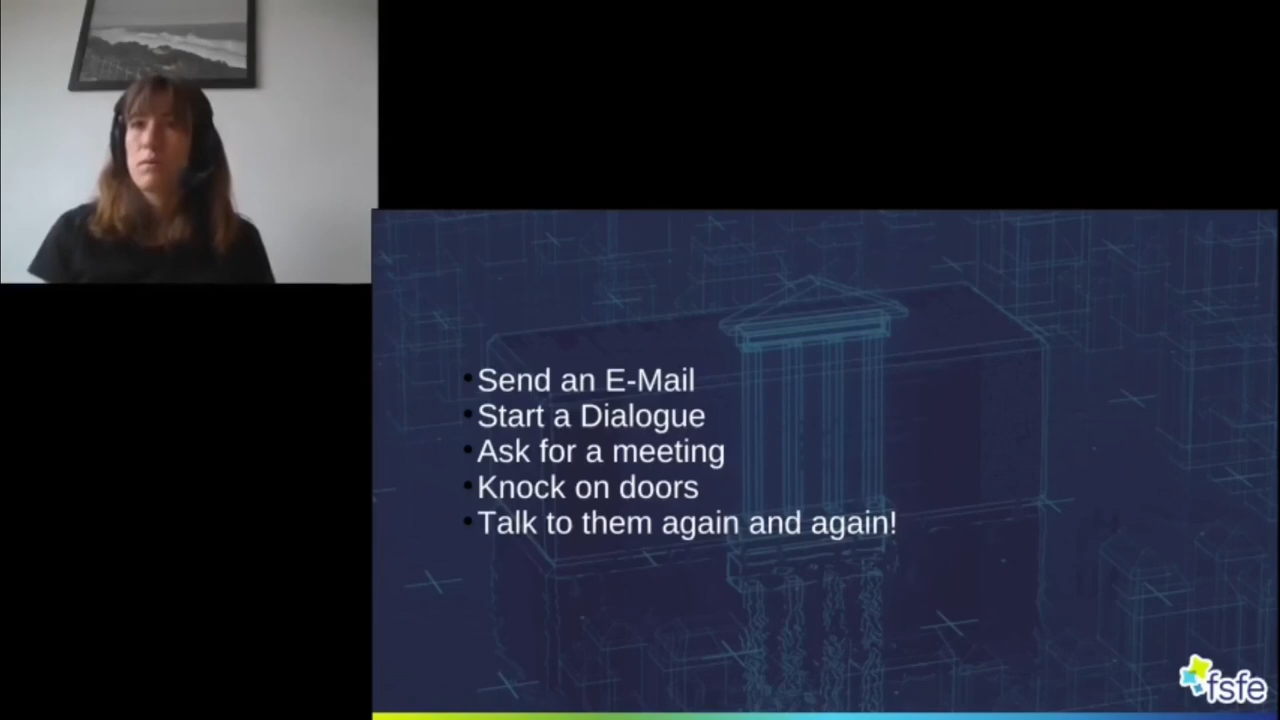 Send an E-Mail
Start a Dialogue
Ask for a meeting
Knock on doors
Talk to them again and again!
fsfe